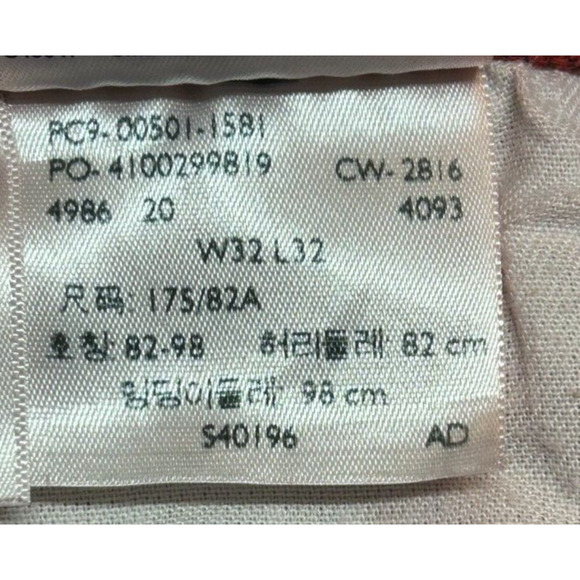 PC9-00501-1581
PO-4100299819 CW-2816
4986 20 4093
W32 L32
尺码: 175/82A
호칭: 82-98 허리둘레 82 cm
엉덩이둘레 98 cm
S40196 AD